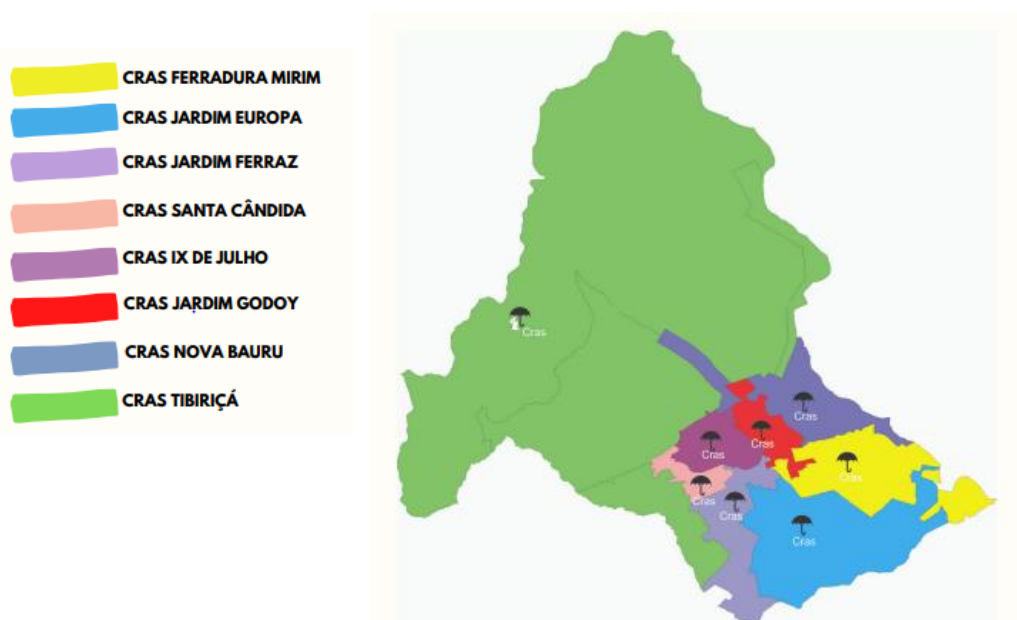 CRAS FERRADURA MIRIM
CRAS JARDIM EUROPA
CRAS JARDIM FERRAZ
CRAS SANTA CÂNDIDA
CRAS IX DE JULHO
CRAS JARDIM GODOY
CRAS NOVA BAURU
CRAS TIBIRIÇÁ
Cras
Cras
Cras
Cras
Cras
Cras
Cras
Cras